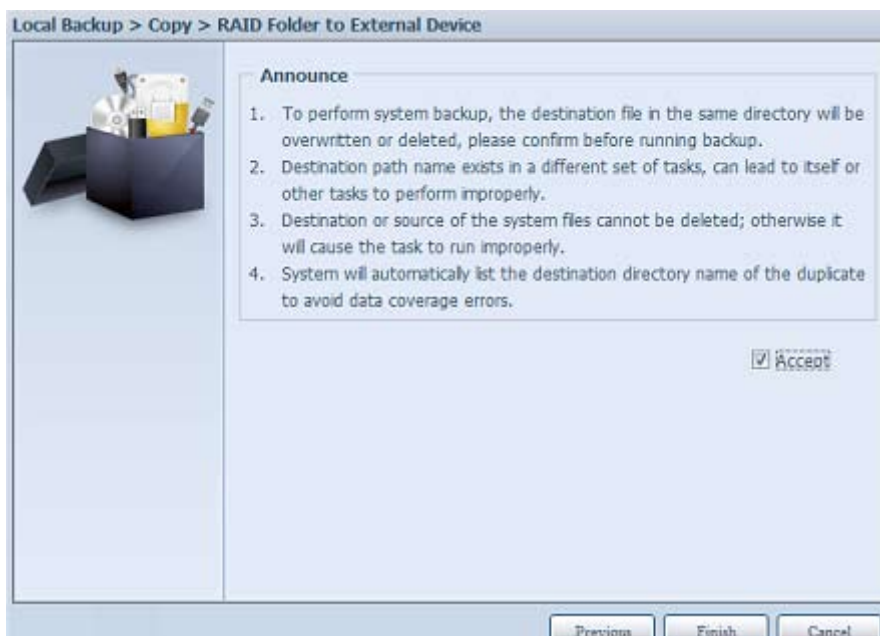 Local Backup > Copy > RAID Folder to External Device
Announce
1. To perform system backup, the destination file in the same directory will be
overwritten or deleted, please confirm before running backup.
2. Destination path name exists in a different set of tasks, can lead to itself or
other tasks to perform improperly.
3. Destination or source of the system files cannot be deleted; otherwise it
will cause the task to run improperly.
4. System will automatically list the destination directory name of the duplicate
to avoid data coverage errors.
Accept
Previous Finish Cancel